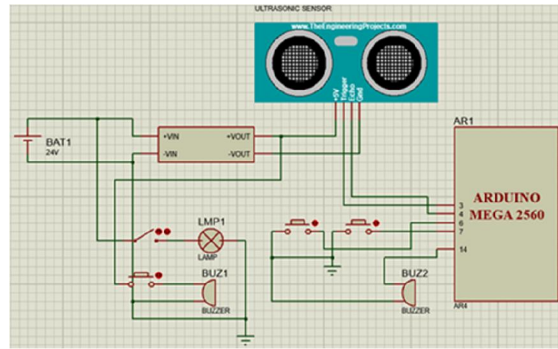 ULTRASONIC SENSOR
www.TheEngineeringProjects.com
+5V
Trigger
Echo
Gnd
AR1
BAT1
24V
+VIN
+VOUT
-VIN
-VOUT
ARDUINO
MEGA 2560
3
4
6
7
14
LMP1
LAMP
BUZ1
BUZZER
BUZ2
BUZZER
AR4